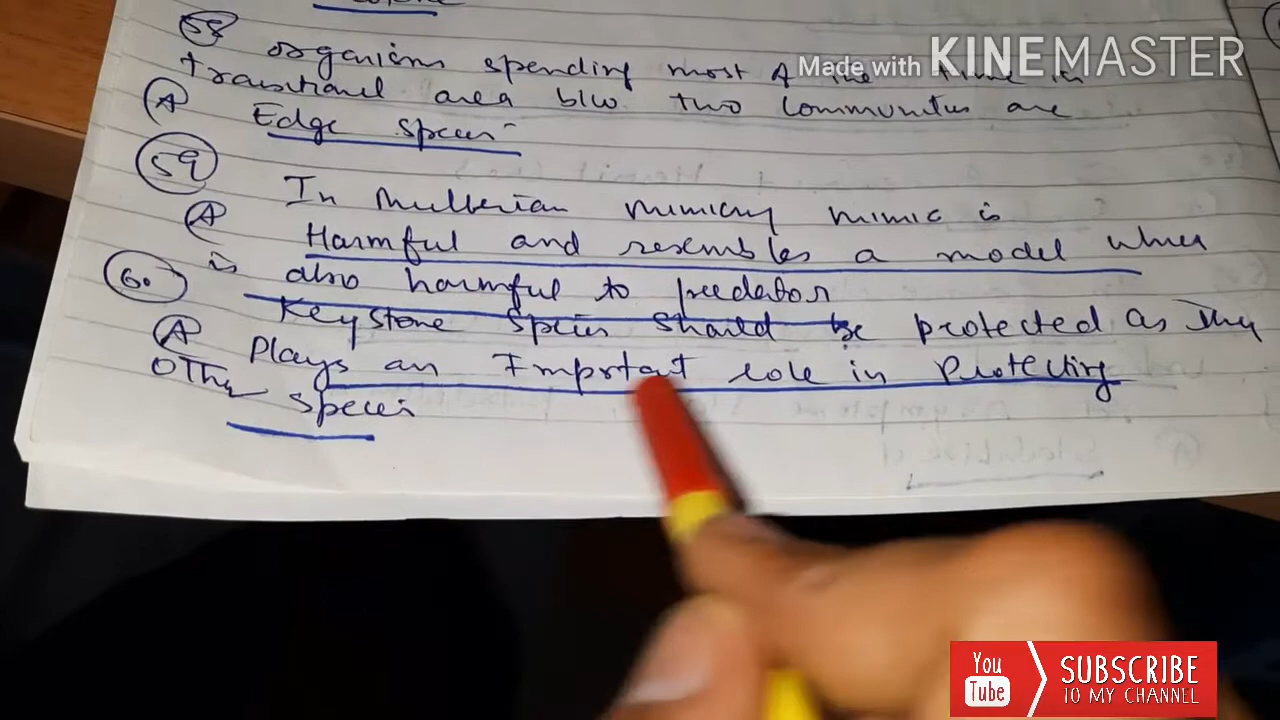 58 organism spending most of the time in
Made with KINEMASTER
transitional area b/w two communities are
A Edge species
59 In Mullerian mimicry mimic is
A Harmful and resembles a model which
is also harmful to predator
60 Keystone species should be protected as they
A Plays an Important role in Protecting
Other species
You Tube
SUBSCRIBE
TO MY CHANNEL